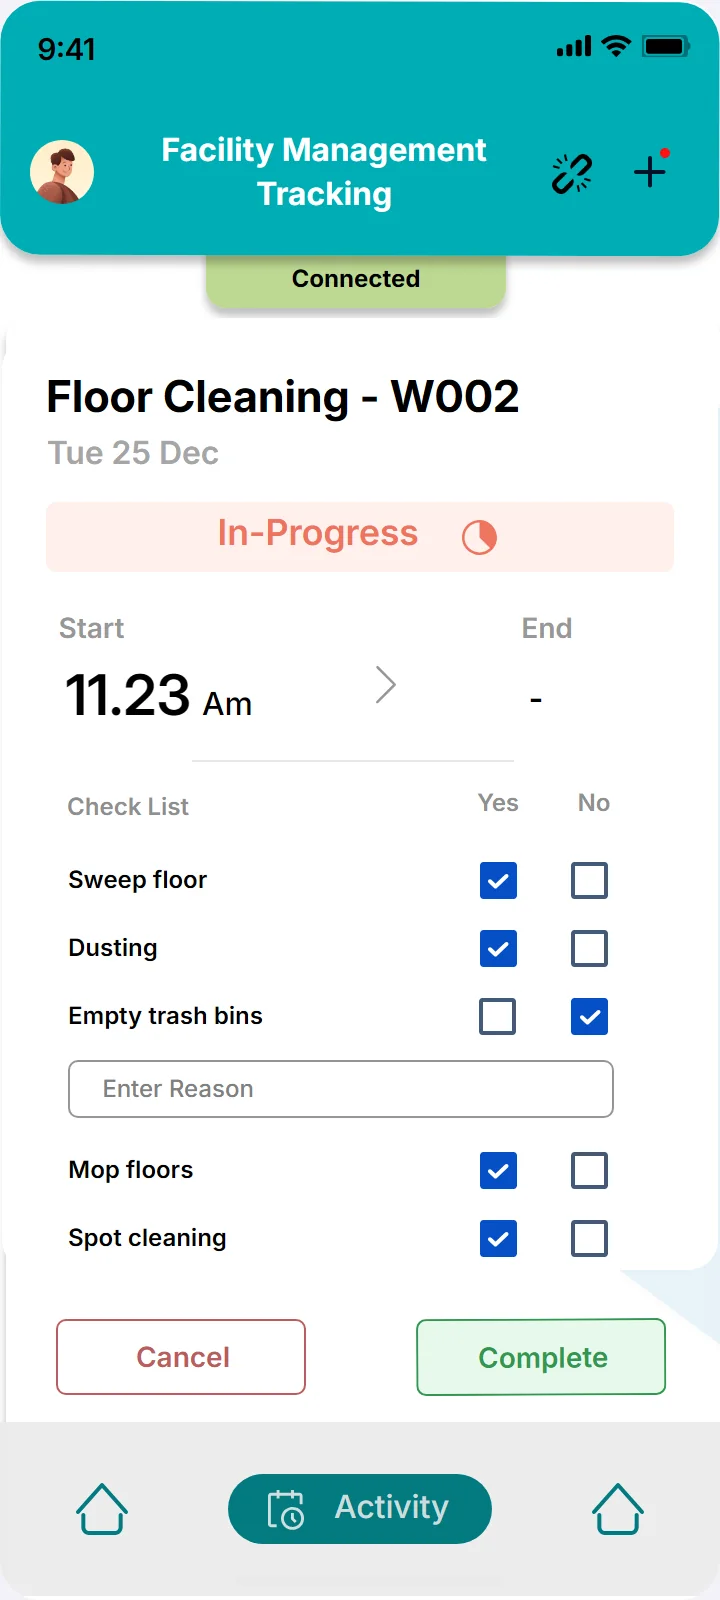 9:41
Facility Management
Tracking
Connected
Floor Cleaning - W002
Tue 25 Dec
In-Progress
Start
End
11.23 Am
-
Check List
Yes
No
Sweep floor
Dusting
Empty trash bins
Enter Reason
Mop floors
Spot cleaning
Cancel
Complete
Activity